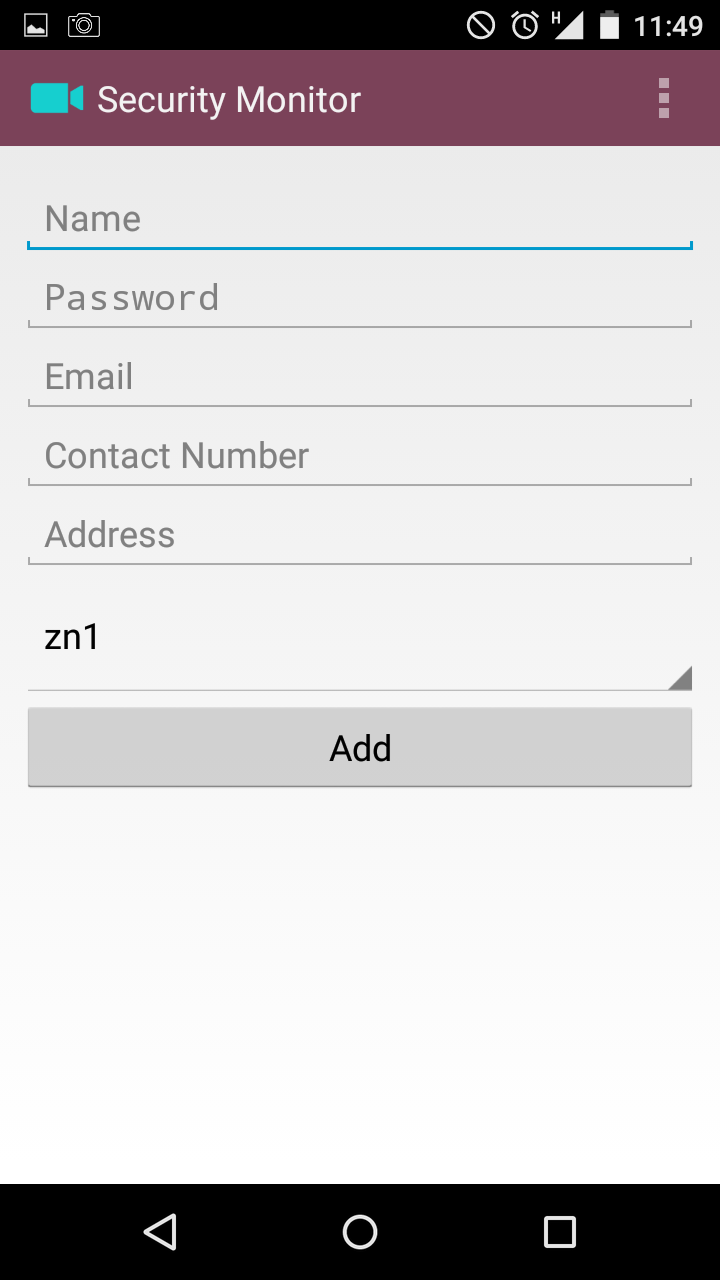 H 11:49
Security Monitor
Name
Password
Email
Contact Number
Address
zn1
Add